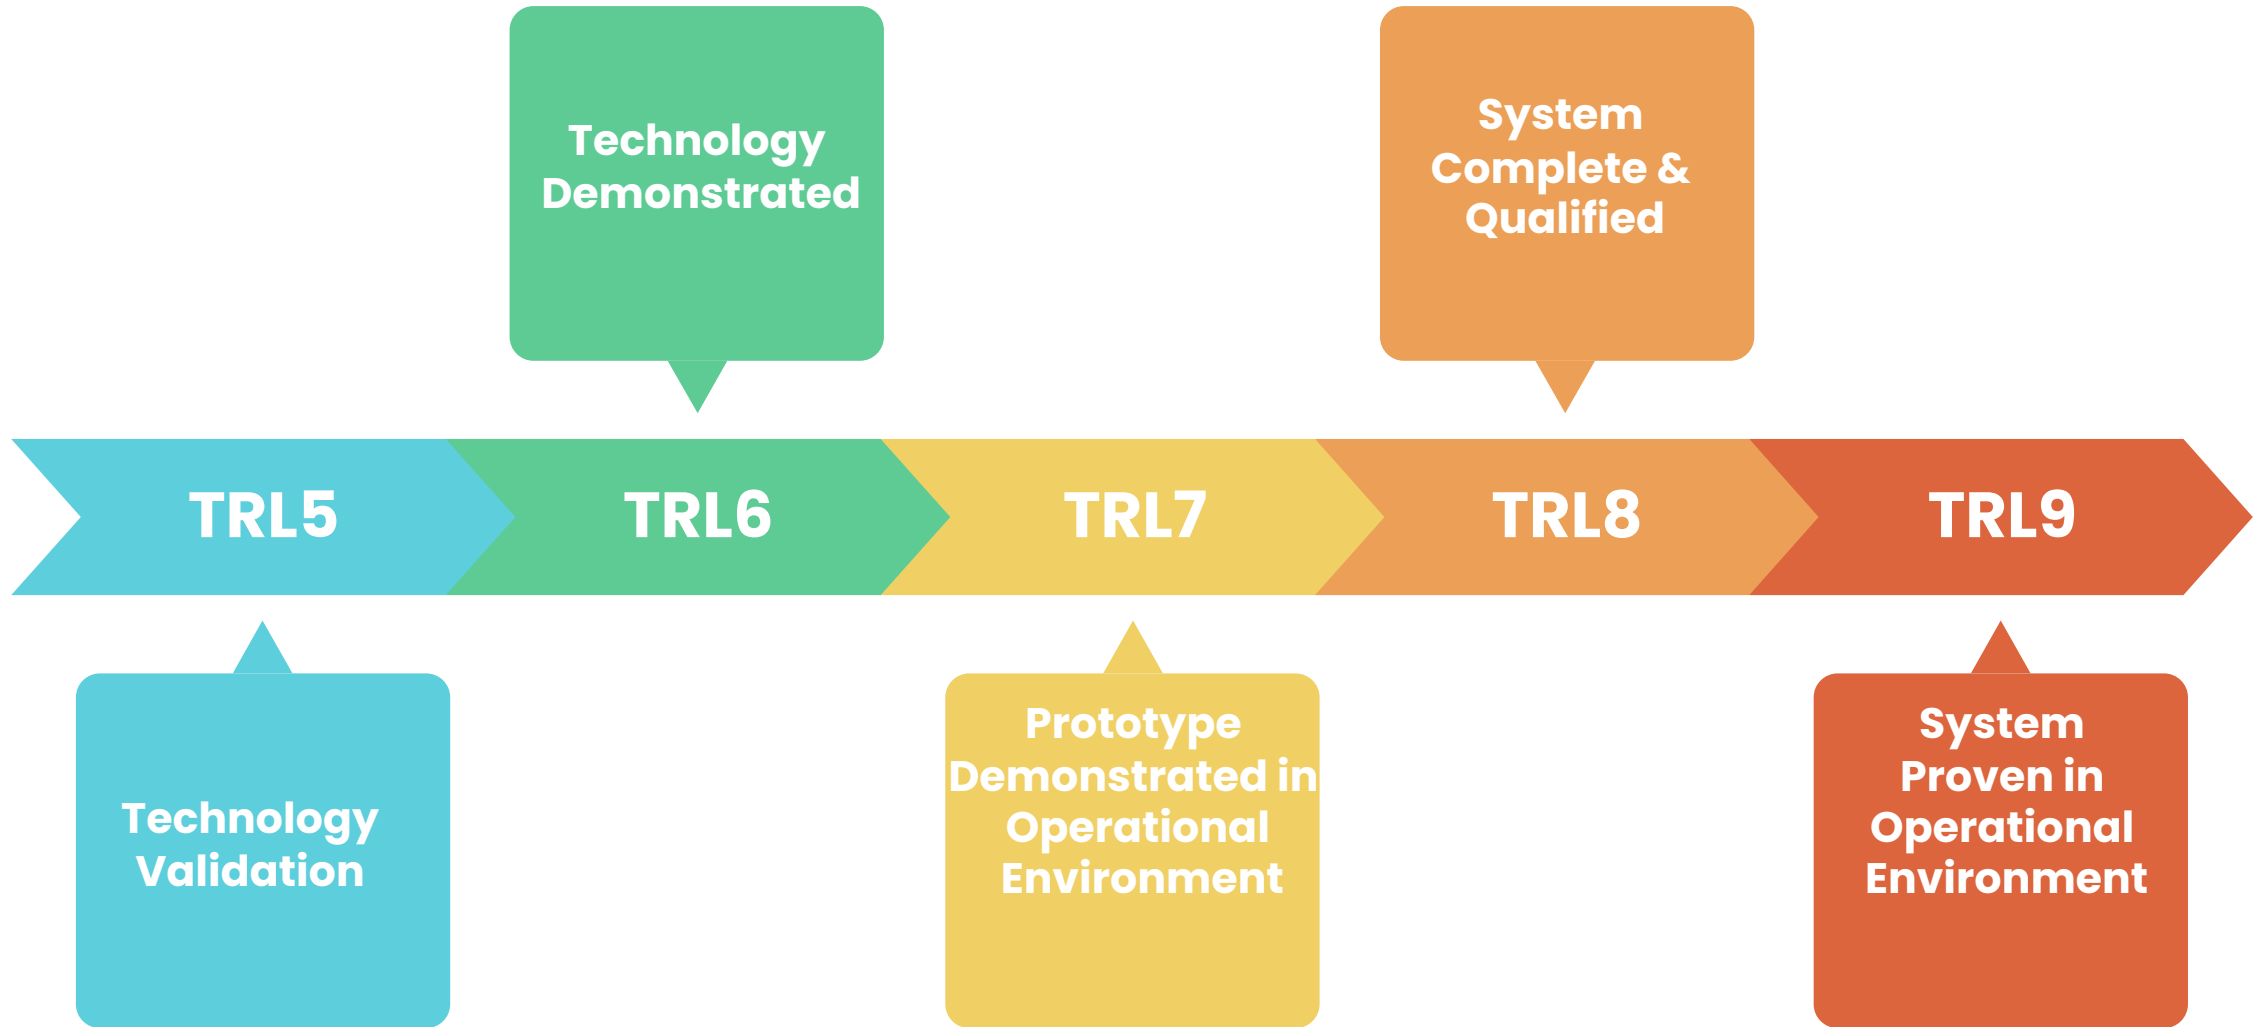 Technology
Demonstrated
System
Complete &
Qualified
TRL5
TRL6
TRL7
TRL8
TRL9
Technology
Validation
Prototype
Demonstrated in
Operational
Environment
System
Proven in
Operational
Environment